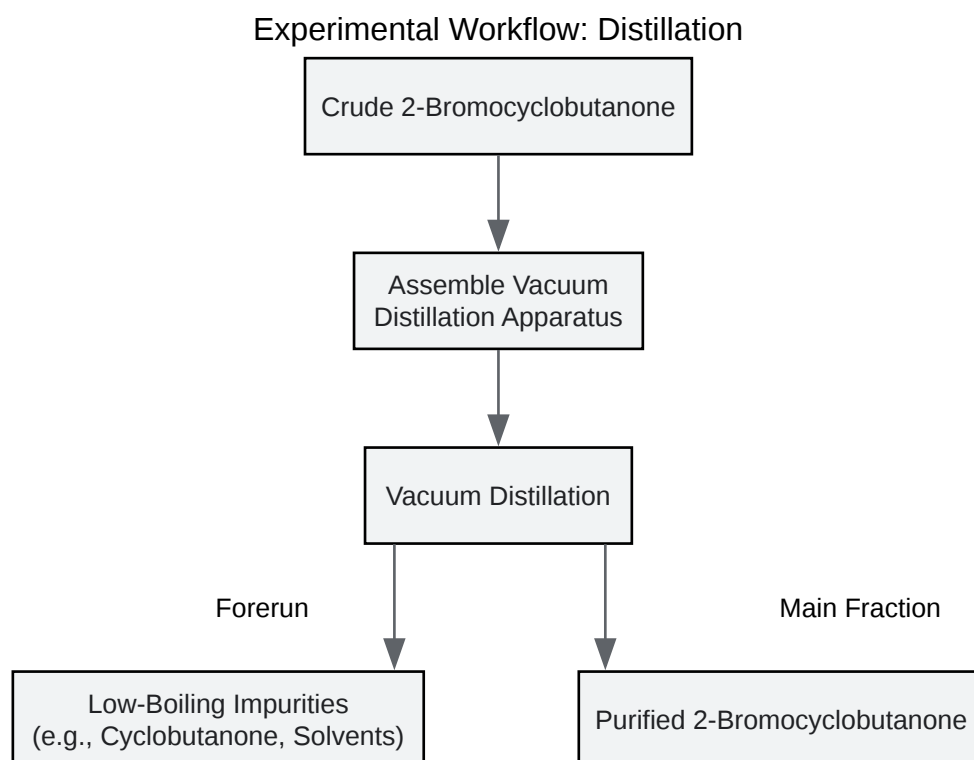 Experimental Workflow: Distillation
Crude 2-Bromocyclobutanone
Assemble Vacuum
Distillation Apparatus
Vacuum Distillation
Forerun
Main Fraction
Low-Boiling Impurities
(e.g., Cyclobutanone, Solvents)
Purified 2-Bromocyclobutanone